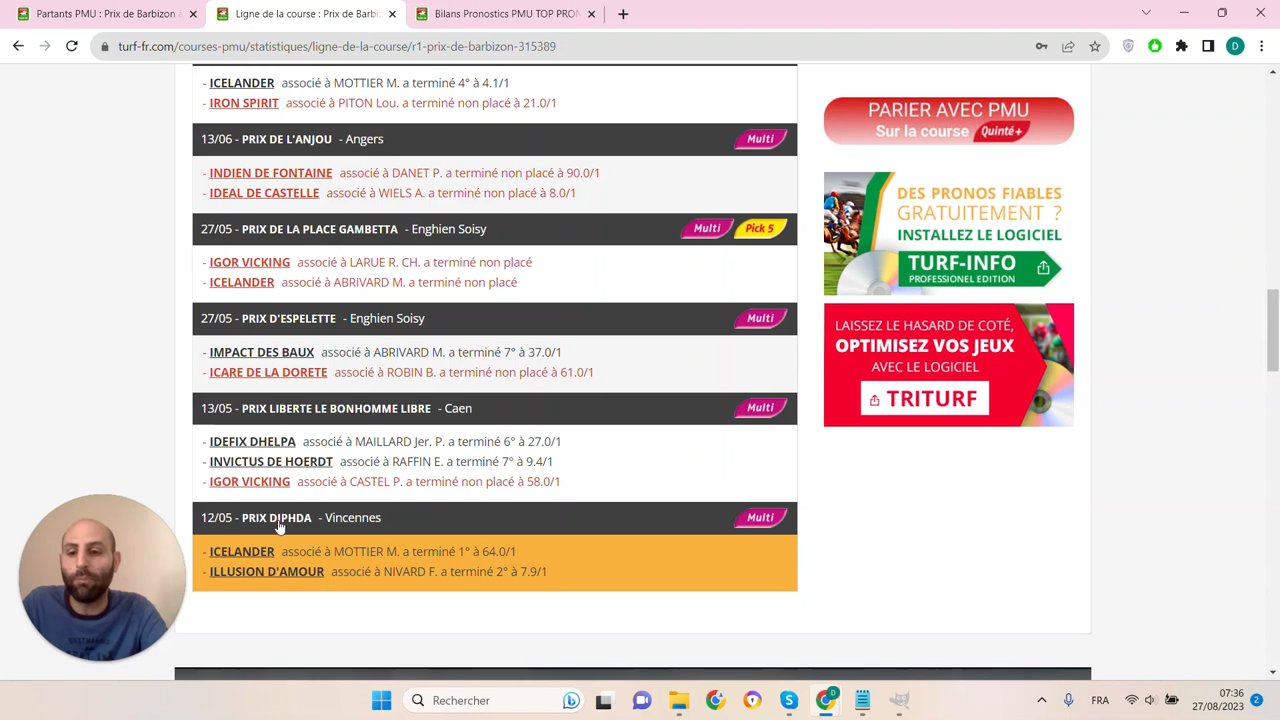 Partants PMU : Prix de Barbizon A
Ligne de la course : Prix de Barbi
Bilans Pronostics PMU TOP PRON
turf-fr.com/courses-pmu/statistiques/ligne-de-la-course/r1-prix-de-barbizon-315389
D
- ICELANDER associé à MOTTIER M. a terminé 4° à 4.1/1
- IRON SPIRIT associé à PITON Lou. a terminé non placé à 21.0/1
13/06 - PRIX DE L'ANJOU - Angers Multi
- INDIEN DE FONTAINE associé à DANET P. a terminé non placé à 90.0/1
- IDEAL DE CASTELLE associé à WIELS A. a terminé non placé à 8.0/1
27/05 - PRIX DE LA PLACE GAMBETTA - Enghien Soisy Multi Pick 5
- IGOR VICKING associé à LARUE R. CH. a terminé non placé
- ICELANDER associé à ABRIVARD M. a terminé non placé
27/05 - PRIX D'ESPELETTE - Enghien Soisy Multi
- IMPACT DES BAUX associé à ABRIVARD M. a terminé 7° à 37.0/1
- ICARE DE LA DORETE associé à ROBIN B. a terminé non placé à 61.0/1
13/05 - PRIX LIBERTE LE BONHOMME LIBRE - Caen Multi
- IDEFIX DHELPA associé à MAILLARD Jer. P. a terminé 6° à 27.0/1
- INVICTUS DE HOERDT associé à RAFFIN E. a terminé 7° à 9.4/1
- IGOR VICKING associé à CASTEL P. a terminé non placé à 58.0/1
12/05 - PRIX DIPHDA - Vincennes Multi
- ICELANDER associé à MOTTIER M. a terminé 1° à 64.0/1
- ILLUSION D'AMOUR associé à NIVARD F. a terminé 2° à 7.9/1
PARIER AVEC PMU
Sur la course Quinté+
DES PRONOS FIABLES
GRATUITEMENT ?
INSTALLEZ LE LOGICIEL
TURF-INFO
PROFESSIONEL EDITION
LAISSEZ LE HASARD DE COTÉ,
OPTIMISEZ VOS JEUX
AVEC LE LOGICIEL
TRITURF
Rechercher
FRA
07:36
27/08/2023
2